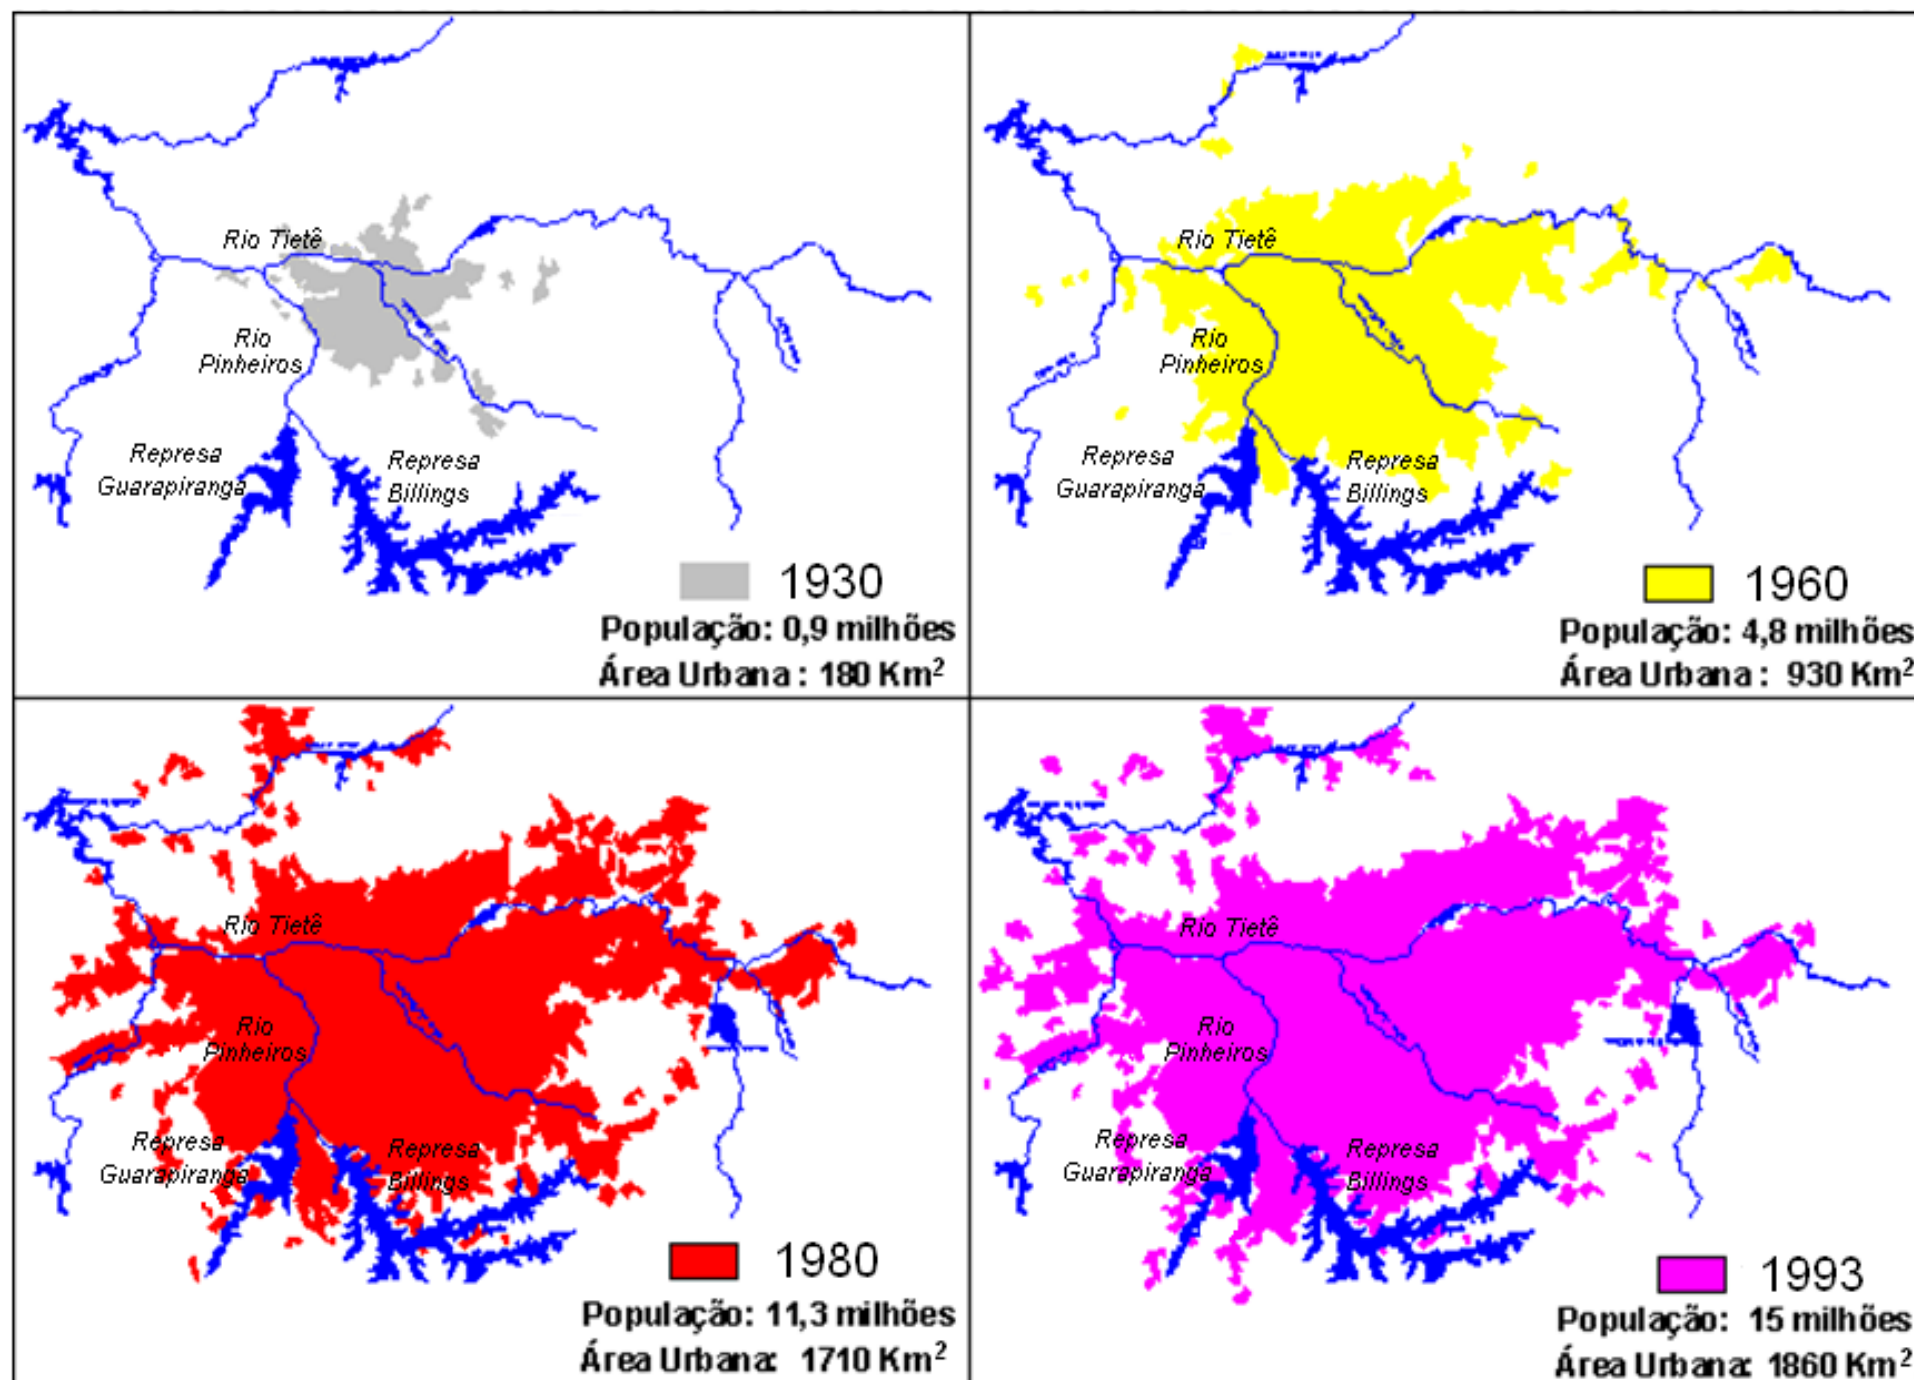 Rio Tietê
Rio
Pinheiros
Represa
Guarapiranga
Represa
Billings
1930
População: 0,9 milhões
Área Urbana : 180 Km²
Rio Tietê
Rio
Pinheiros
Represa
Guarapiranga
Represa
Billings
1960
População: 4,8 milhões
Área Urbana : 930 Km²
Rio Tietê
Rio
Pinheiros
Represa
Guarapiranga
Represa
Billings
1980
População: 11,3 milhões
Área Urbana: 1710 Km²
Rio Tietê
Rio
Pinheiros
Represa
Guarapiranga
Represa
Billings
1993
População: 15 milhões
Área Urbana: 1860 Km²